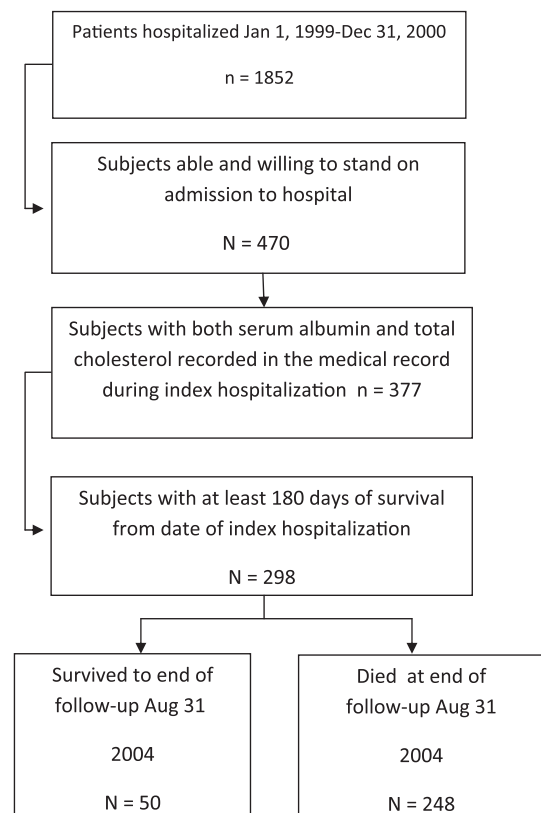 Patients hospitalized Jan 1, 1999-Dec 31, 2000
n = 1852
Subjects able and willing to stand on
admission to hospital
N = 470
Subjects with both serum albumin and total
cholesterol recorded in the medical record
during index hospitalization  n = 377
Subjects with at least 180 days of survival
from date of index hospitalization
N = 298
Survived to end of
follow-up Aug 31
2004
N = 50
Died  at end of
follow-up Aug 31
2004
N = 248